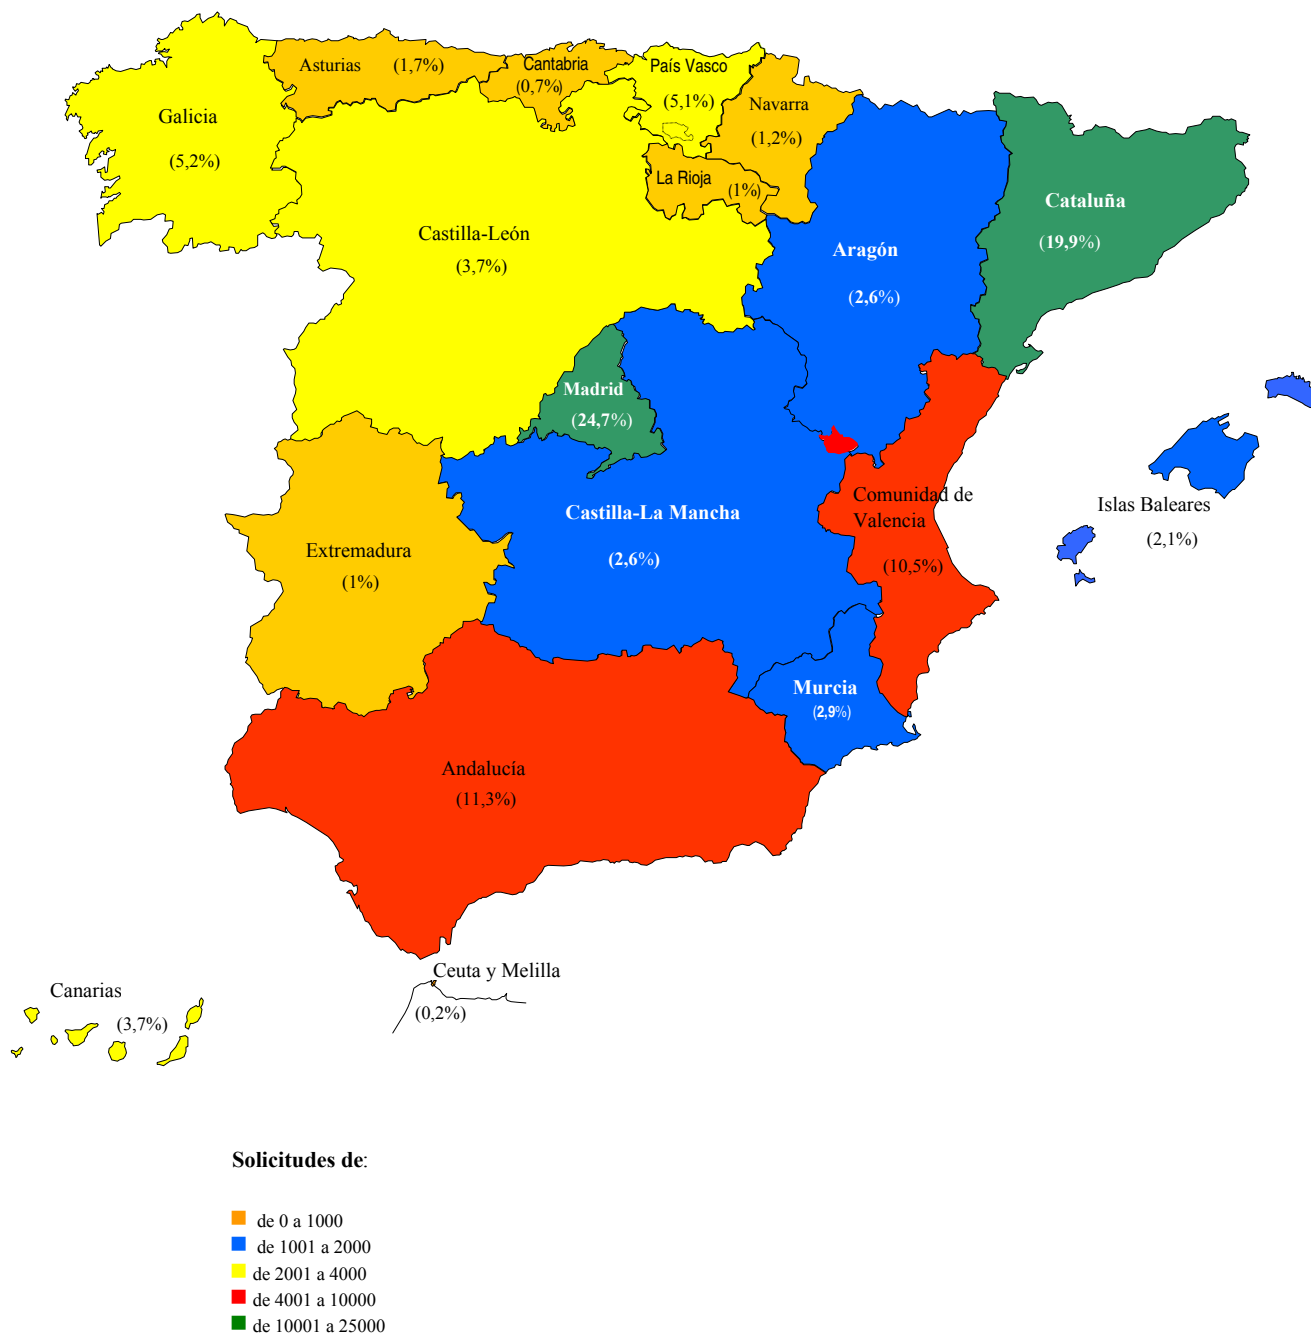 Asturias (1,7%)
Cantabria
(0,7%)
País Vasco
(5,1%)
Navarra
(1,2%)
Galicia
(5,2%)
La Rioja (1%)
Cataluña
(19,9%)
Castilla-León
(3,7%)
Aragón
(2,6%)
Madrid
(24,7%)
Comunidad de
Valencia
(10,5%)
Islas Baleares
(2,1%)
Castilla-La Mancha
(2,6%)
Extremadura
(1%)
Murcia
(2,9%)
Andalucía
(11,3%)
Ceuta y Melilla
(0,2%)
Canarias
(3,7%)
Solicitudes de:
de 0 a 1000
de 1001 a 2000
de 2001 a 4000
de 4001 a 10000
de 10001 a 25000